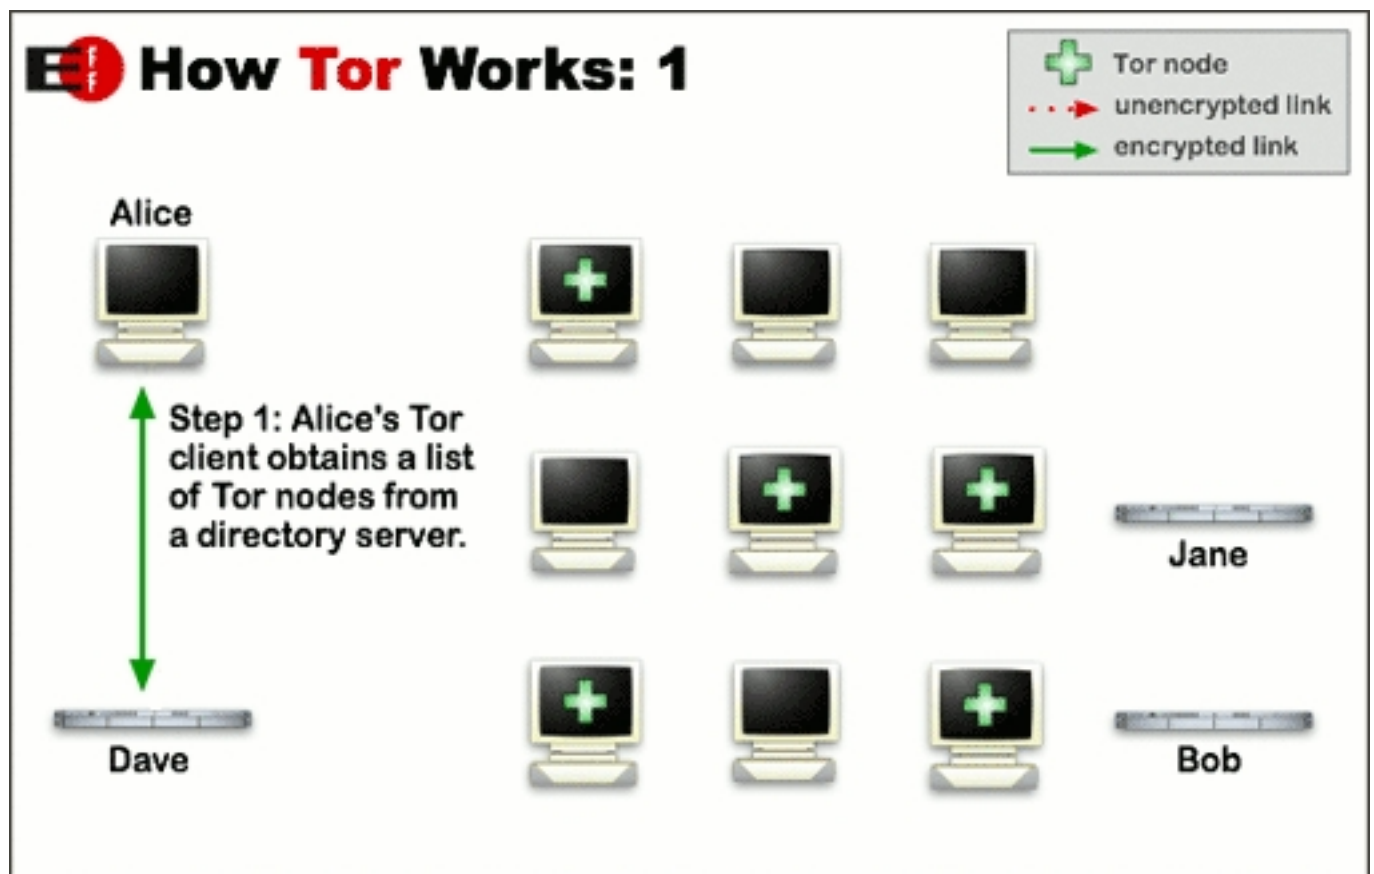 EFF How Tor Works: 1
Tor node
unencrypted link
encrypted link
Alice
Step 1: Alice's Tor
client obtains a list
of Tor nodes from
a directory server.
Jane
Dave
Bob